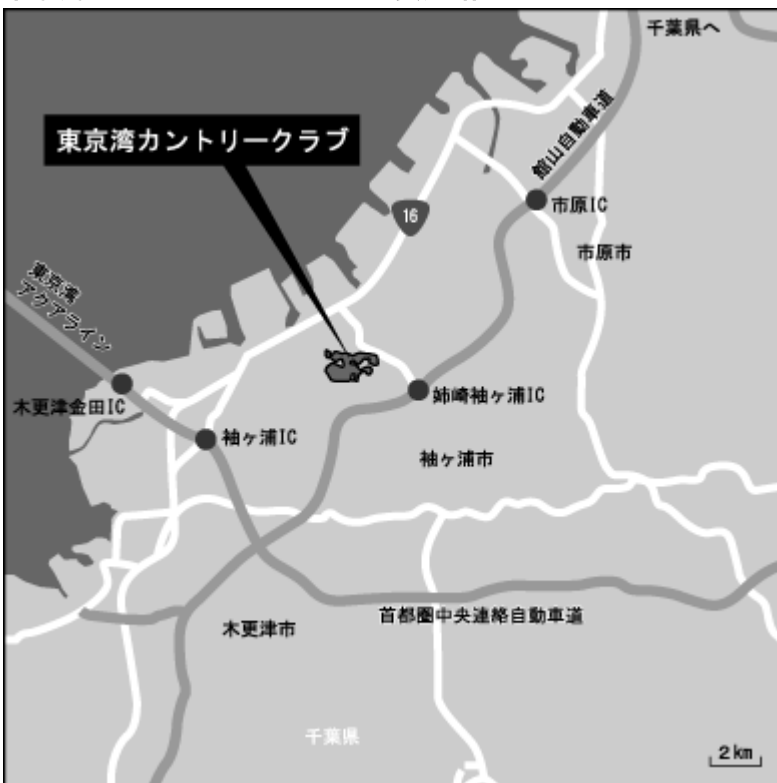 千葉県へ
館山自動車道
東京湾カントリークラブ
16
市原IC
市原市
東京湾
アクアライン
木更津金田IC
姉崎袖ヶ浦IC
袖ヶ浦IC
袖ヶ浦市
首都圏中央連絡自動車道
木更津市
千葉県
2km